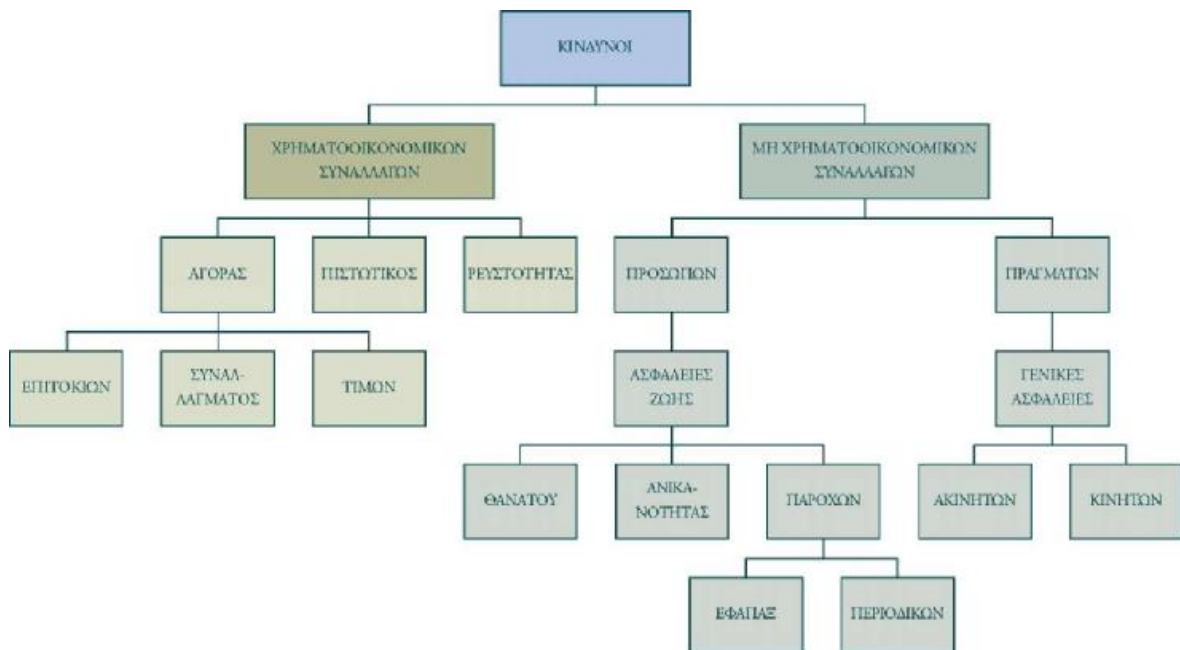 ΚΙΝΔΥΝΟΙ
ΧΡΗΜΑΤΟΟΙΚΟΝΟΜΙΚΩΝ
ΣΥΝΑΛΛΑΓΩΝ
ΜΗ ΧΡΗΜΑΤΟΟΙΚΟΝΟΜΙΚΩΝ
ΣΥΝΑΛΛΑΓΩΝ
ΑΓΟΡΑΣ
ΠΙΣΤΩΤΙΚΟΣ
ΡΕΥΣΤΟΤΗΤΑΣ
ΠΡΟΣΩΠΩΝ
ΠΡΑΓΜΑΤΩΝ
ΕΠΙΤΟΚΙΩΝ
ΣΥΝΑΛ-
ΛΑΓΜΑΤΟΣ
ΤΙΜΩΝ
ΑΣΦΑΛΕΙΕΣ
ΖΩΗΣ
ΓΕΝΙΚΕΣ
ΑΣΦΑΛΕΙΕΣ
ΘΑΝΑΤΟΥ
ΑΝΙΚΑ-
ΝΟΤΗΤΑΣ
ΠΑΡΟΧΩΝ
ΑΚΙΝΗΤΩΝ
ΚΙΝΗΤΩΝ
ΕΦΑΠΑΞ
ΠΕΡΙΟΔΙΚΩΝ